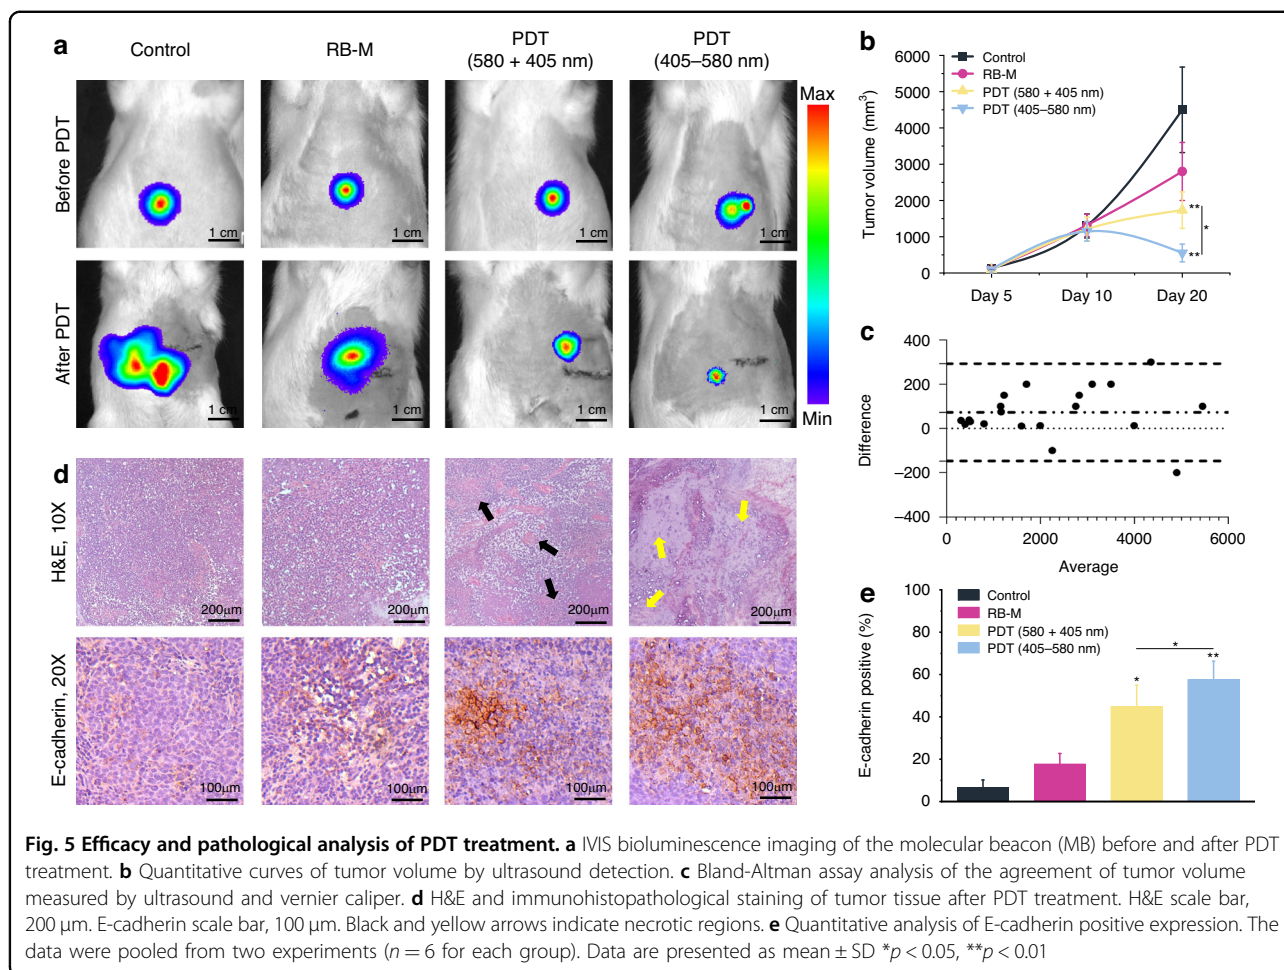 a
Control
RB-M
PDT
(580 + 405 nm)
PDT
(405–580 nm)
Before PDT
1 cm
1 cm
1 cm
1 cm
After PDT
1 cm
1 cm
1 cm
1 cm
Max
Min
b
Tumor volume (mm³)
6000
5000
4000
3000
2000
1000
0
Control
RB-M
PDT (580 + 405 nm)
PDT (405–580 nm)
**
*
**
Day 5
Day 10
Day 20
c
Difference
400
200
0
−200
−400
2000
4000
6000
Average
d
H&E, 10X
200μm
200μm
200μm
200μm
E-cadherin, 20X
100μm
100μm
100μm
100μm
e
E-cadherin positive (%)
100
80
60
40
20
0
Control
RB-M
PDT (580 + 405 nm)
PDT (405–580 nm)
*
*
**
Fig. 5 Efficacy and pathological analysis of PDT treatment. a IVIS bioluminescence imaging of the molecular beacon (MB) before and after PDT
treatment. b Quantitative curves of tumor volume by ultrasound detection. c Bland-Altman assay analysis of the agreement of tumor volume
measured by ultrasound and vernier caliper. d H&E and immunohistopathological staining of tumor tissue after PDT treatment. H&E scale bar,
200 μm. E-cadherin scale bar, 100 μm. Black and yellow arrows indicate necrotic regions. e Quantitative analysis of E-cadherin positive expression. The
data were pooled from two experiments (n = 6 for each group). Data are presented as mean ± SD *p < 0.05, **p < 0.01